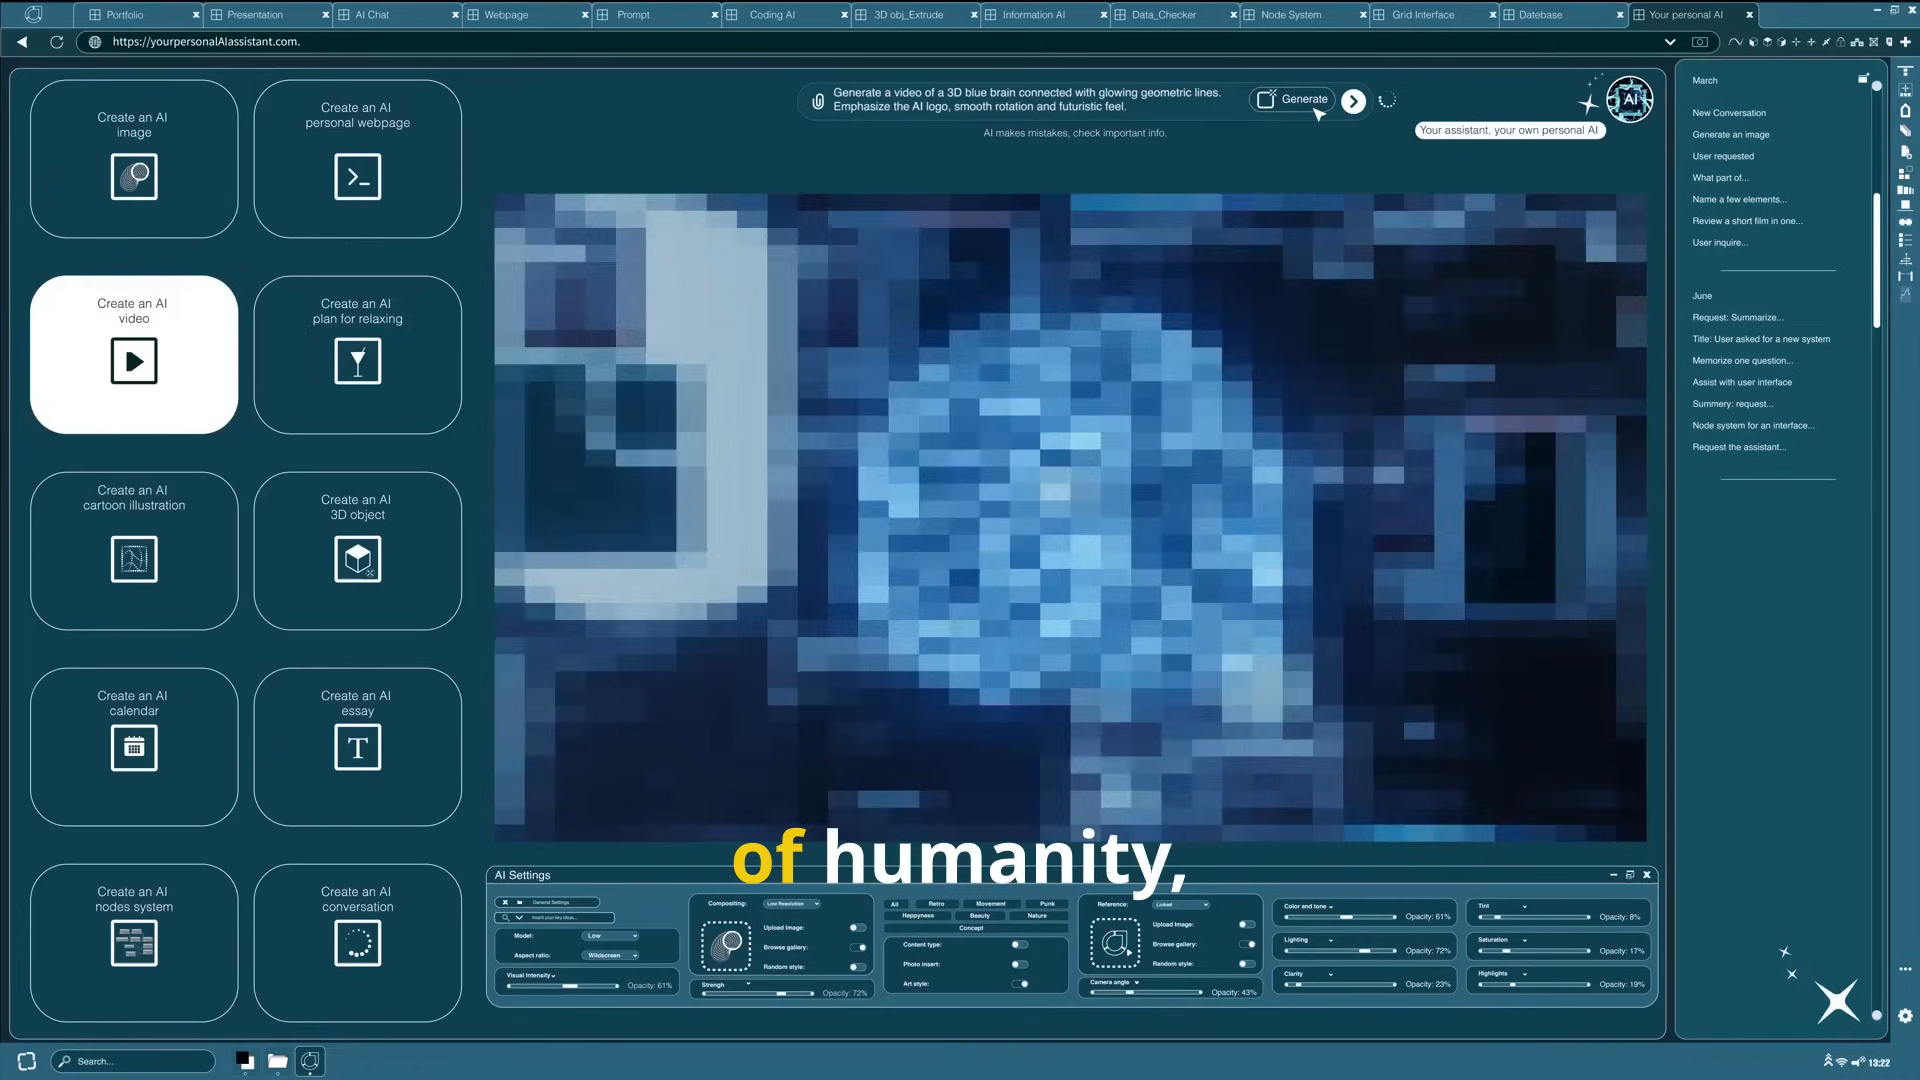 Portfolio
Presentation
AI Chat
Webpage
Prompt
Coding AI
3D obj_Extrude
Information AI
Data_Checker
Node System
Grid Interface
Datebase
Your personal AI
https://yourpersonalAIassistant.com.
Create an AI
image
Create an AI
personal webpage
Create an AI
video
Create an AI
plan for relaxing
Create an AI
cartoon illustration
Create an AI
3D object
Create an AI
calendar
Create an AI
essay
T
Create an AI
nodes system
Create an AI
conversation
Generate a video of a 3D blue brain connected with glowing geometric lines.
Emphasize the AI logo, smooth rotation and futuristic feel.
Generate
AI makes mistakes, check important info.
AI
Your assistant, your own personal AI
March
New Conversation
Generate an image
User requested
What part of...
Name a few elements...
Review a short film in one...
User inquire...
June
Request: Summarize...
Title: User asked for a new system
Memorize one question...
Assist with user interface
Summery: request...
Node system for an interface...
Request the assistant...
of humanity,
AI Settings
General Settings
Insert your key ideas...
Model:
Low
Aspect ratio:
Wildscreen
Visual Intensity
Opacity: 61%
Compositing:
Low Resolution
Upload Image:
Browse gallery:
Random style:
Strengh
Opacity: 72%
All
Retro
Movement
Punk
Happyness
Beauty
Nature
Concept
Content type:
Photo insert:
Art style:
Reference:
Linked
Upload Image:
Browse gallery:
Random style:
Camera angle
Opacity: 43%
Color and tone
Opacity: 61%
Lighting
Opacity: 72%
Clarity
Opacity: 23%
Tint
Opacity: 8%
Saturation
Opacity: 17%
Highlights
Opacity: 19%
Search...
13:22